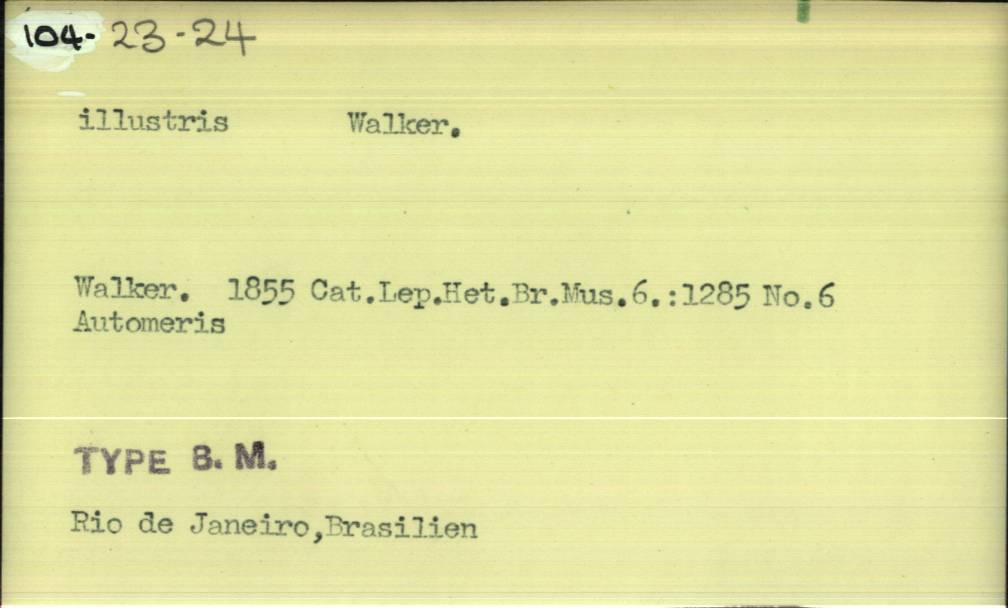 104-23-24
illustris Walker.
Walker. 1855 Cat.Lep.Het.Br.Mus.6.:1285 No.6
Automeris
TYPE B. M.
Rio de Janeiro,Brasilien